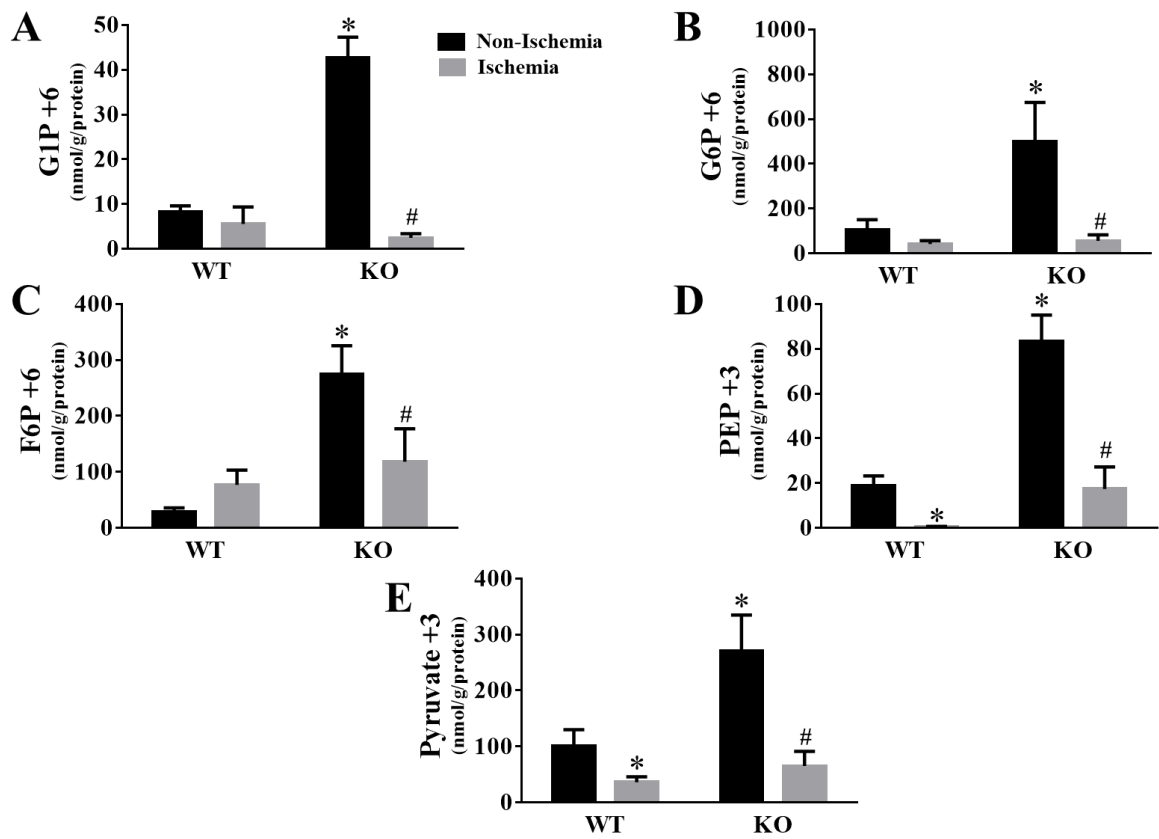 A
G1P +6
(nmol/g/protein)
50
40
30
20
10
0
*
#
WT
KO
Non-Ischemia
Ischemia
B
G6P +6
(nmol/g/protein)
1000
800
600
400
200
0
*
#
WT
KO
C
F6P +6
(nmol/g/protein)
400
300
200
100
0
*
#
WT
KO
D
PEP +3
(nmol/g/protein)
100
80
60
40
20
0
*
*
#
WT
KO
E
Pyruvate +3
(nmol/g/protein)
400
300
200
100
0
*
*
#
WT
KO